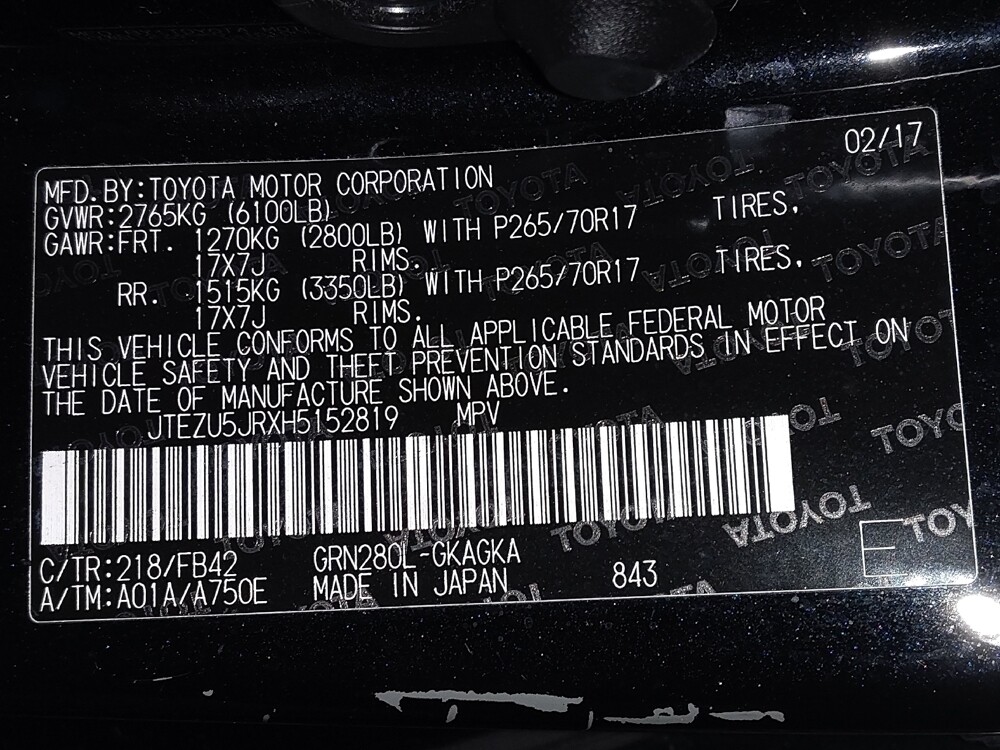 02/17
MFD.BY:TOYOTA MOTOR CORPORATION
GVWR:2765KG (6100LB)
GAWR:FRT. 1270KG (2800LB) WITH P265/70R17 TIRES,
17X7J RIMS.
RR. 1515KG (3350LB) WITH P265/70R17 TIRES,
17X7J RIMS.
THIS VEHICLE CONFORMS TO ALL APPLICABLE FEDERAL MOTOR
VEHICLE SAFETY AND THEFT PREVENTION STANDARDS IN EFFECT ON
THE DATE OF MANUFACTURE SHOWN ABOVE.
JTEZU5JRXH5152819 MPV
C/TR:218/FB42 GRN280L-GKAGKA
A/TM:A01A/A750E MADE IN JAPAN 843
E